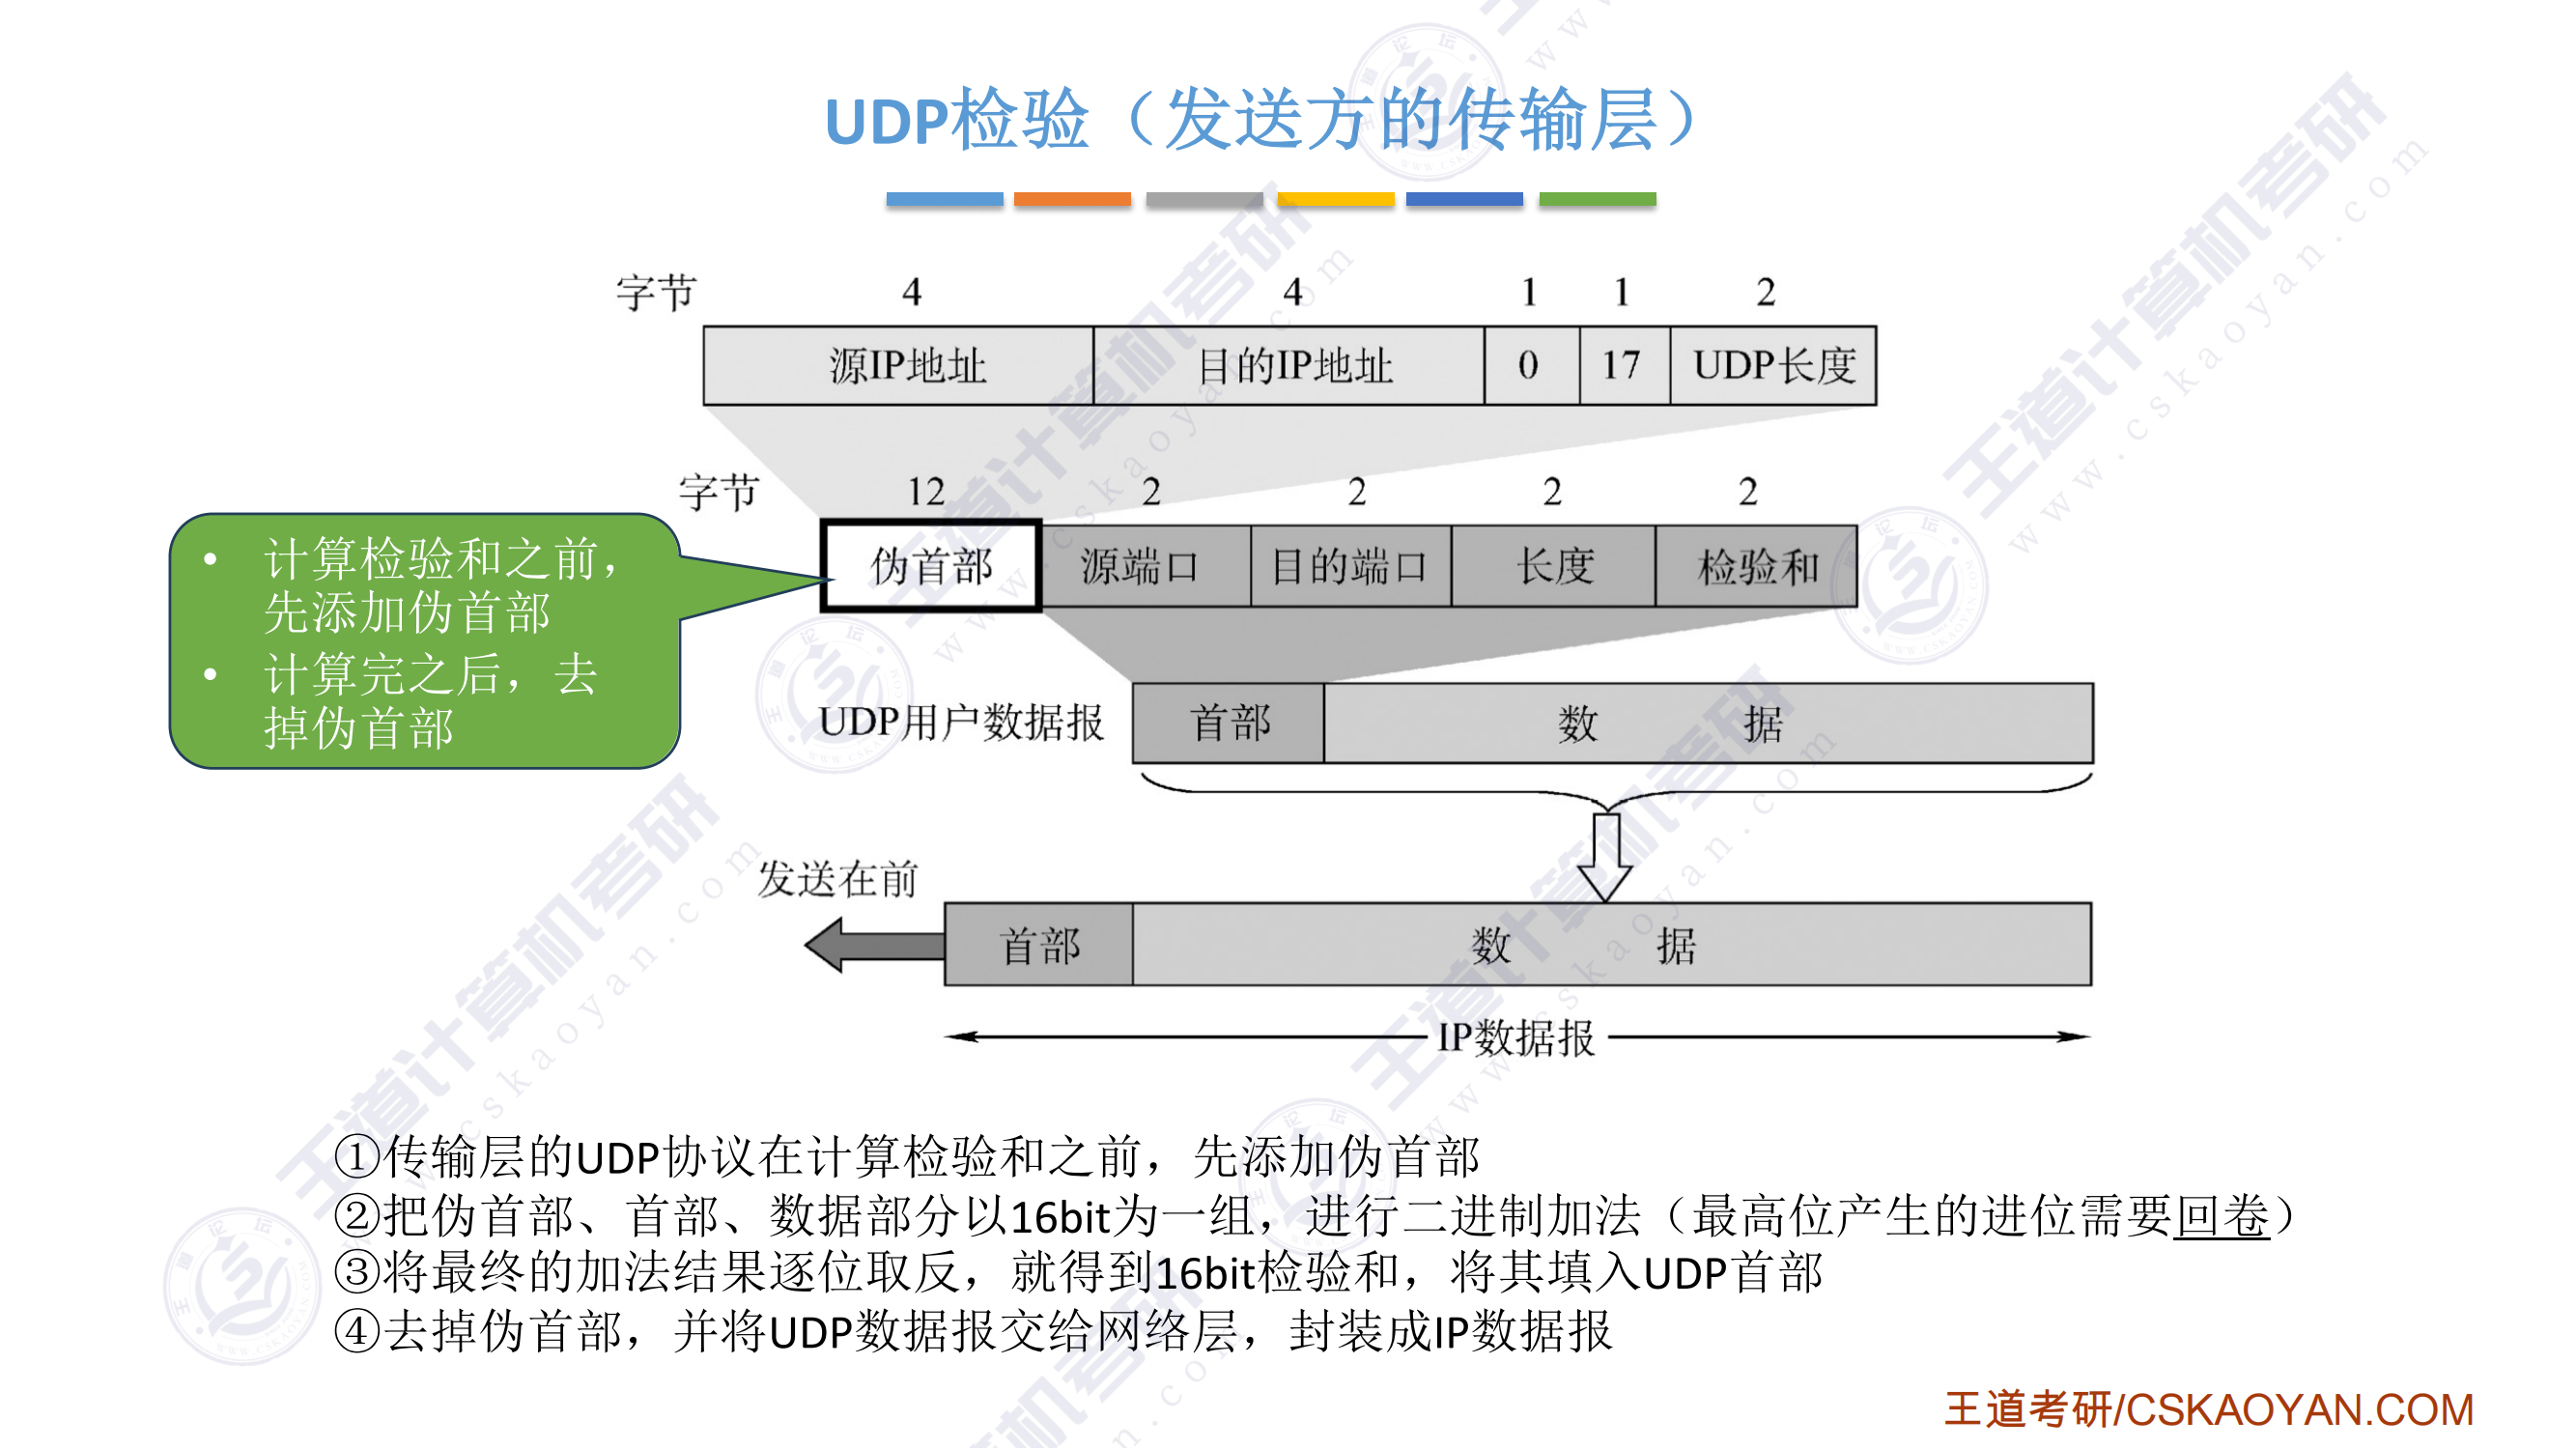 UDP检验（发送方的传输层）
字节 4 4 1 1 2
源IP地址 目的IP地址 0 17 UDP长度
字节 12 2 2 2 2
伪首部 源端口 目的端口 长度 检验和
• 计算检验和之前，
先添加伪首部
• 计算完之后，去
掉伪首部
UDP用户数据报 首部 数 据
发送在前
首部 数 据
IP数据报
①传输层的UDP协议在计算检验和之前，先添加伪首部
②把伪首部、首部、数据部分以16bit为一组，进行二进制加法（最高位产生的进位需要回卷）
③将最终的加法结果逐位取反，就得到16bit检验和，将其填入UDP首部
④去掉伪首部，并将UDP数据报交给网络层，封装成IP数据报
王道考研/CSKAOYAN.COM
王道计算机考研
www.cskaoyan.com